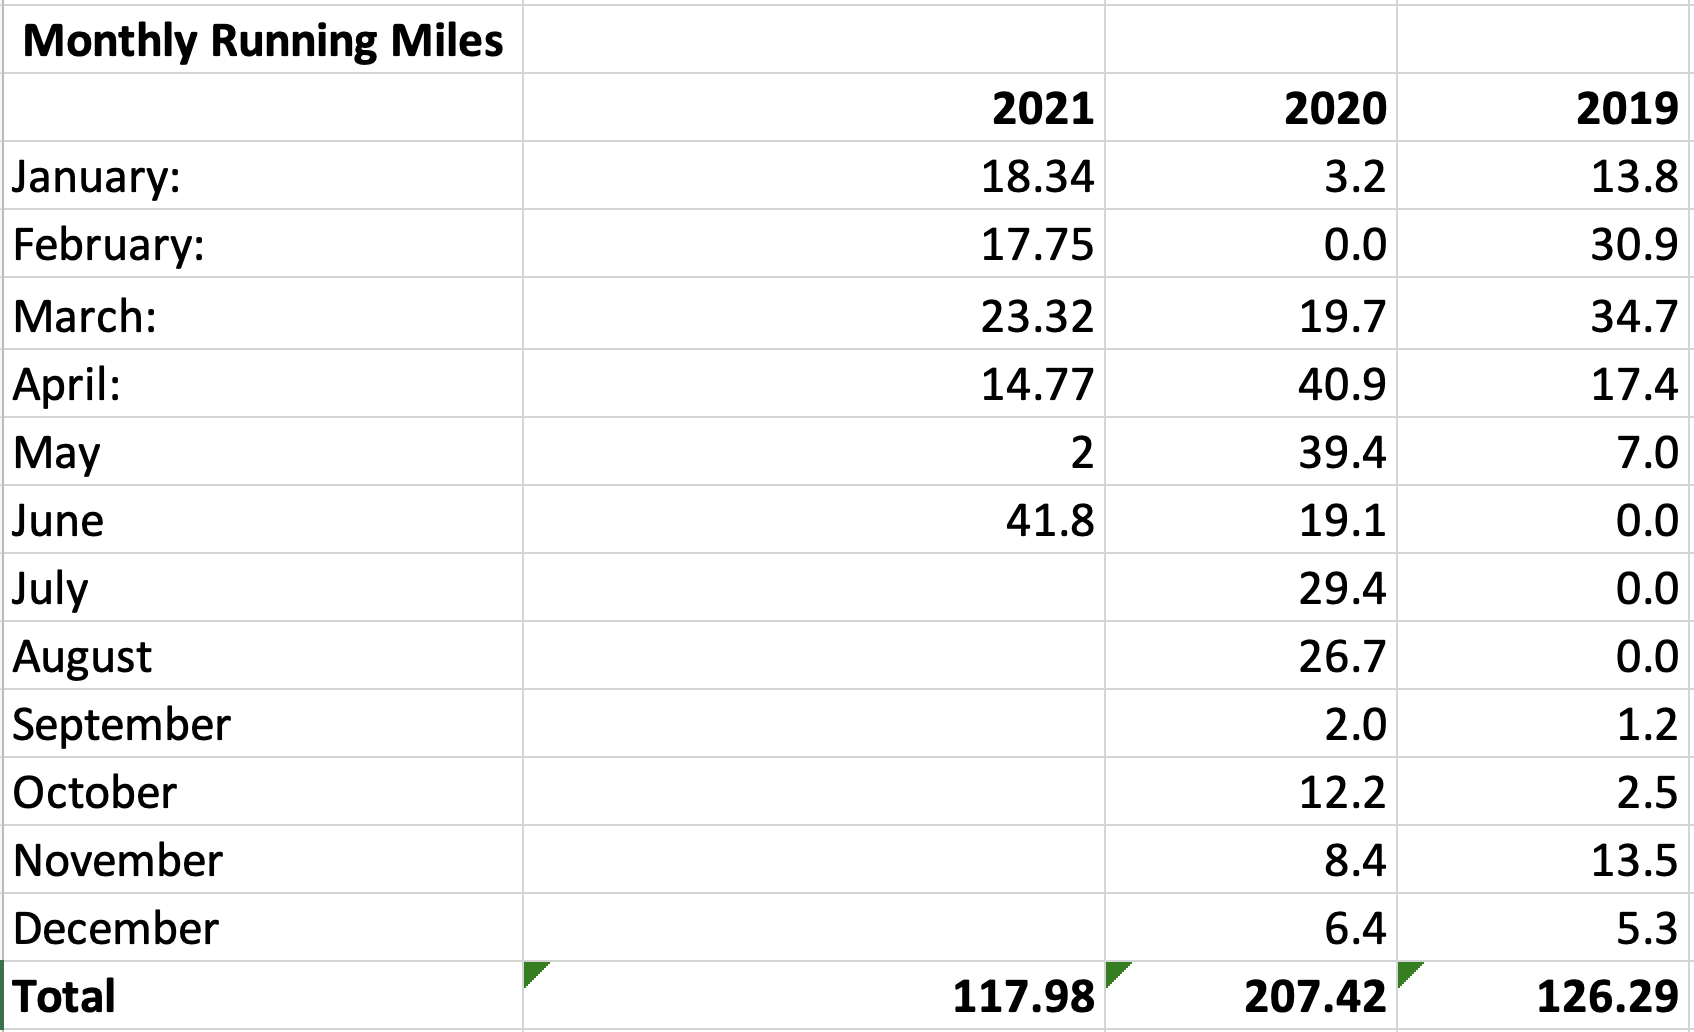 Monthly Running Miles
2021 2020 2019
January: 18.34 3.2 13.8
February: 17.75 0.0 30.9
March: 23.32 19.7 34.7
April: 14.77 40.9 17.4
May 2 39.4 7.0
June 41.8 19.1 0.0
July 29.4 0.0
August 26.7 0.0
September 2.0 1.2
October 12.2 2.5
November 8.4 13.5
December 6.4 5.3
Total 117.98 207.42 126.29